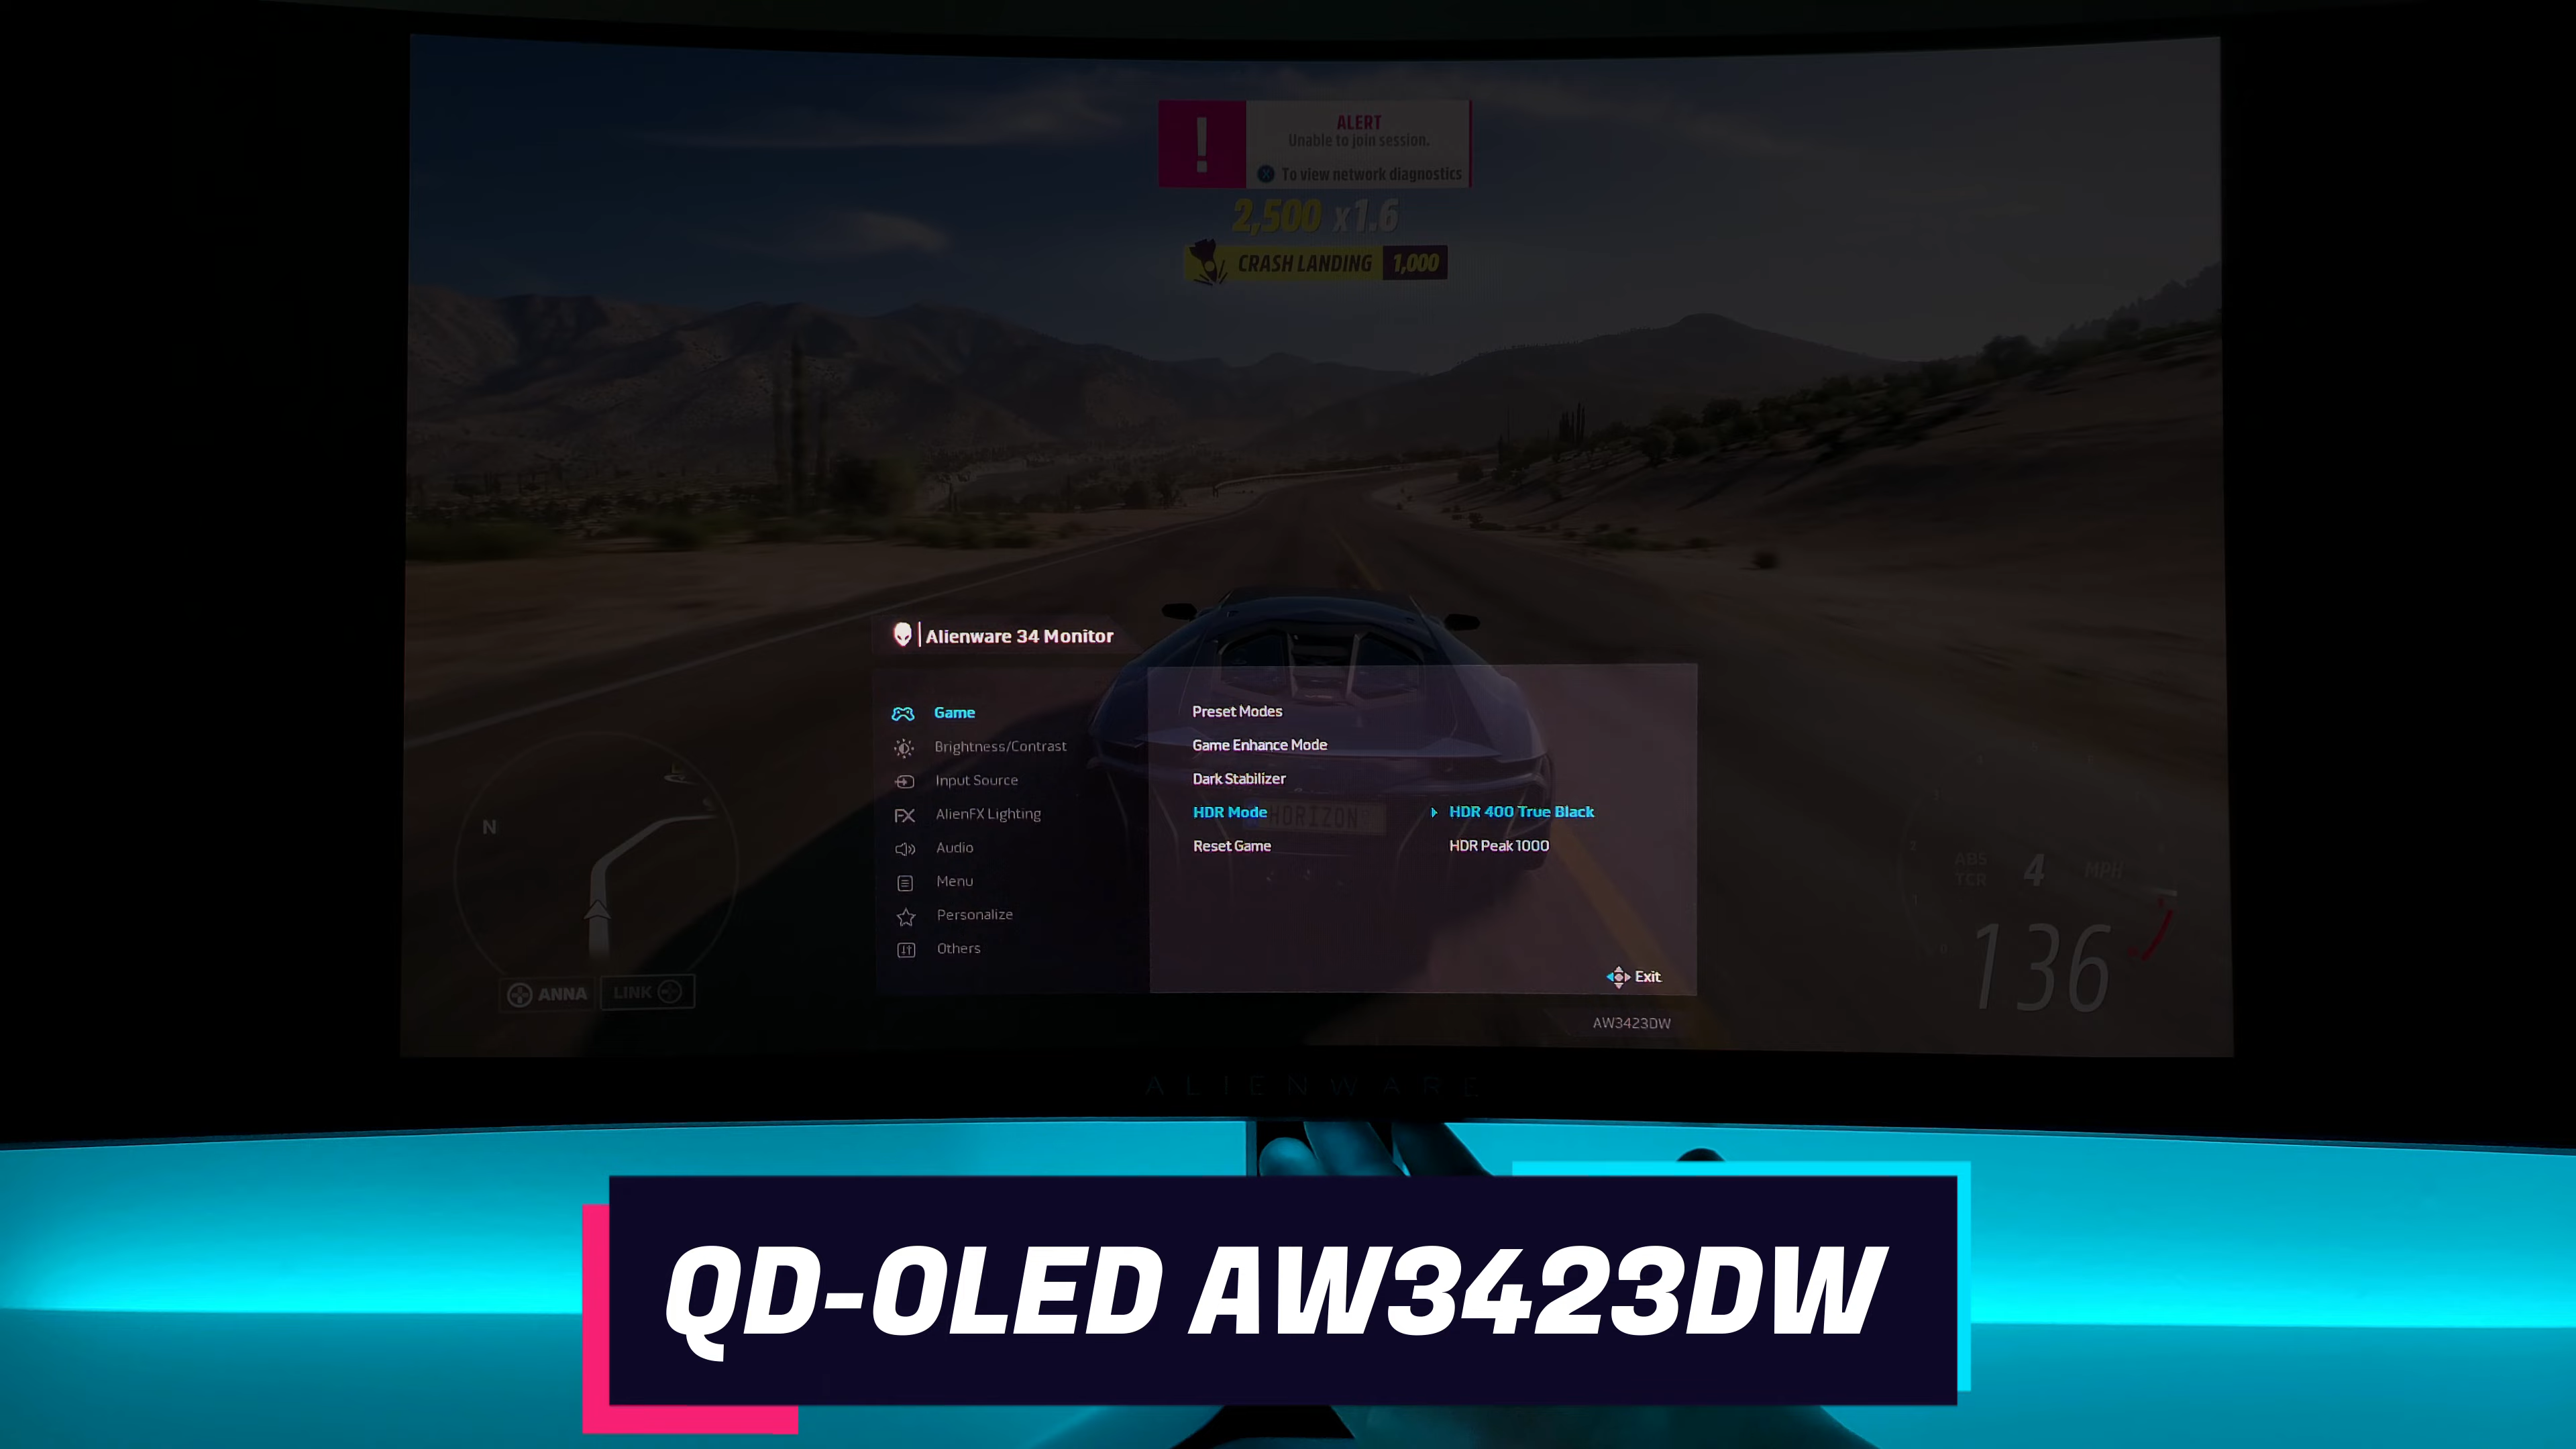 ALERT
Unable to join session.
X To view network diagnostics
2,500 x1.6
CRASH LANDING 1,000
Alienware 34 Monitor
Game
Brightness/Contrast
Input Source
AlienFX Lighting
Audio
Menu
Personalize
Others
Preset Modes
Game Enhance Mode
Dark Stabilizer
HDR Mode
HDR 400 True Black
Reset Game
HDR Peak 1000
HORIZON
Exit
AW3423DW
N
ANNA
LINK
ABS
TCR
4
MPH
136
ALIENWARE
QD-OLED AW3423DW